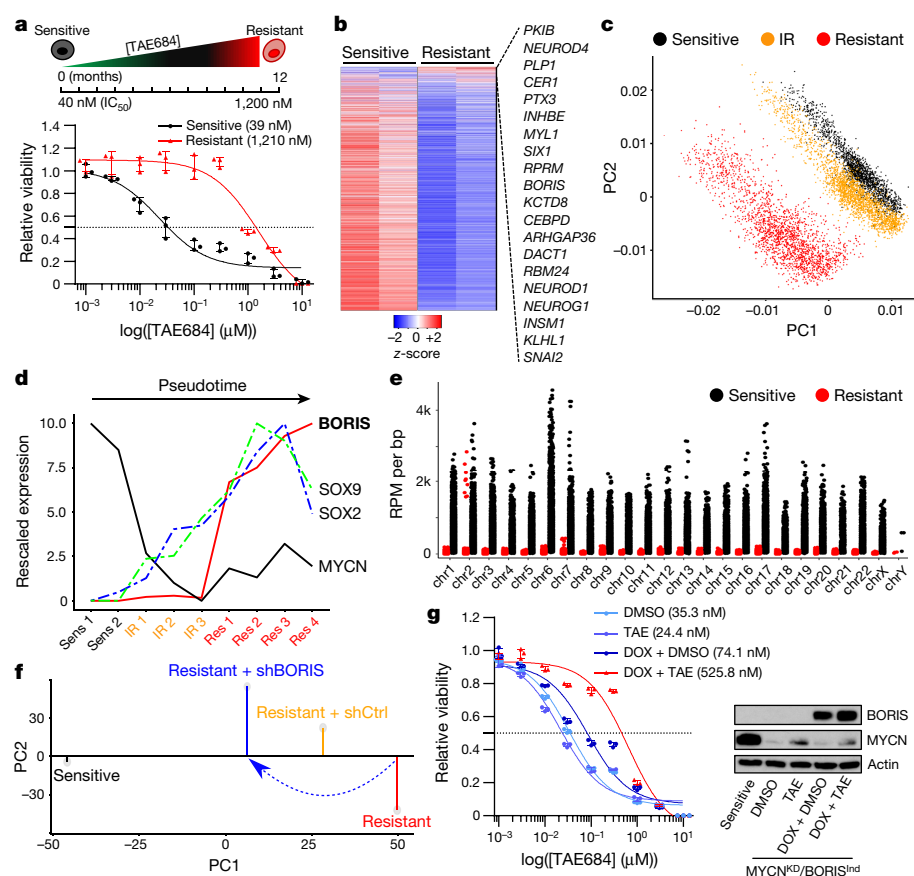 a
Sensitive
[TAE684]
Resistant
0 (months)
12
40 nM (IC50)
1,200 nM
Sensitive (39 nM)
Resistant (1,210 nM)
1.4
1.2
1.0
0.8
0.6
0.4
0.2
0
Relative viability
10⁻³
10⁻²
10⁻¹
10⁰
10¹
log([TAE684] (μM))
b
Sensitive
Resistant
PKIB
NEUROD4
PLP1
CER1
PTX3
INHBE
MYL1
SIX1
RPRM
BORIS
KCTD8
CEBPD
ARHGAP36
DACT1
RBM24
NEUROD1
NEUROG1
INSM1
KLHL1
SNAI2
−2
0
+2
z-score
c
Sensitive
IR
Resistant
0.02
0.01
0
−0.01
PC2
−0.02
−0.01
0
0.01
PC1
d
Pseudotime
10.0
7.5
5.0
2.5
0
Rescaled expression
BORIS
SOX9
SOX2
MYCN
Sens 1
Sens 2
IR 1
IR 2
IR 3
Res 1
Res 2
Res 3
Res 4
e
Sensitive
Resistant
4k
2k
0
RPM per bp
chr1
chr2
chr3
chr4
chr5
chr6
chr7
chr8
chr9
chr10
chr11
chr12
chr13
chr14
chr15
chr16
chr17
chr18
chr19
chr20
chr21
chr22
chrX
chrY
f
Resistant + shBORIS
Resistant + shCtrl
Sensitive
Resistant
30
0
−30
PC2
−50
−25
0
25
50
PC1
g
DMSO (35.3 nM)
TAE (24.4 nM)
DOX + DMSO (74.1 nM)
DOX + TAE (525.8 nM)
1.2
1.0
0.8
0.6
0.4
0.2
0
Relative viability
10⁻³
10⁻²
10⁻¹
10⁰
10¹
log([TAE684] (μM))
BORIS
MYCN
Actin
Sensitive
DMSO
TAE
DOX + DMSO
DOX + TAE
MYCNᴷᴰ/BORISᴵⁿᵈ